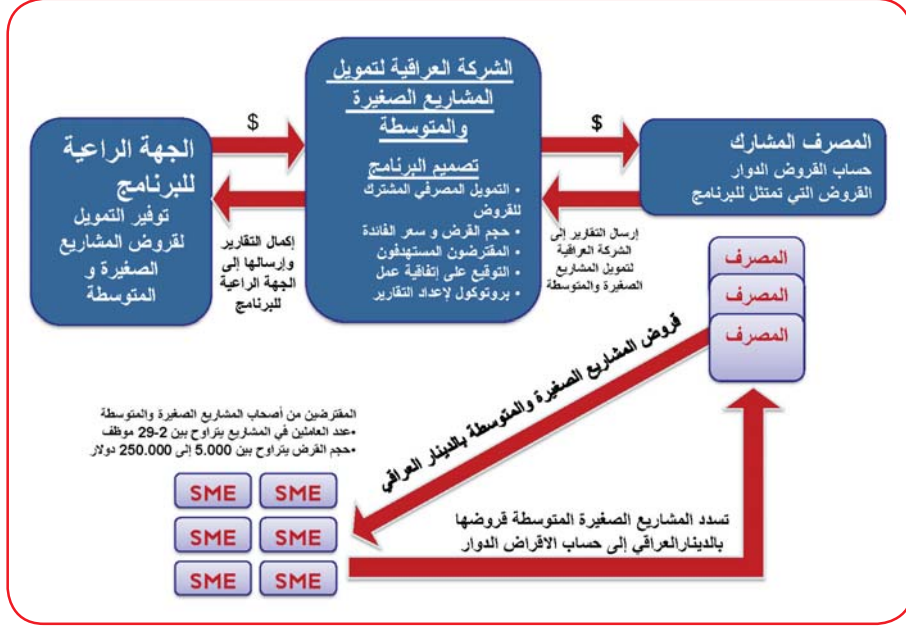 الشركة العراقية لتمويل
المشاريع الصغيرة
والمتوسطة
تصميم البرنامج
• التمويل المصرفي المشترك
للقروض
• حجم القرض و سعر الفائدة
• المقترضون المستهدفون
• التوقيع على إتفاقية عمل
• بروتوكول لإعداد التقارير
$
$
المصرف المشارك
حساب القروض الدوار
القروض التي تمتثل للبرنامج
الجهة الراعية
للبرنامج
توفير التمويل
لقروض المشاريع
الصغيرة و
المتوسطة
إرسال التقارير إلى
الشركة العراقية
لتمويل المشاريع
الصغيرة والمتوسطة
إكمال التقارير
وإرسالها إلى
الجهة الراعية
للبرنامج
المصرف
المصرف
المصرف
قروض المشاريع الصغيرة والمتوسطة بالدينار العراقي
المقترضين من أصحاب المشاريع الصغيرة والمتوسطة
•عدد العاملين في المشاريع يتراوح بين 2-29 موظف
•حجم القرض يتراوح بين 5.000 إلى 250.000 دولار
SME SME
SME SME
SME SME
تسدد المشاريع الصغيرة المتوسطة قروضها
بالدينارالعراقي إلى حساب الاقراض الدوار